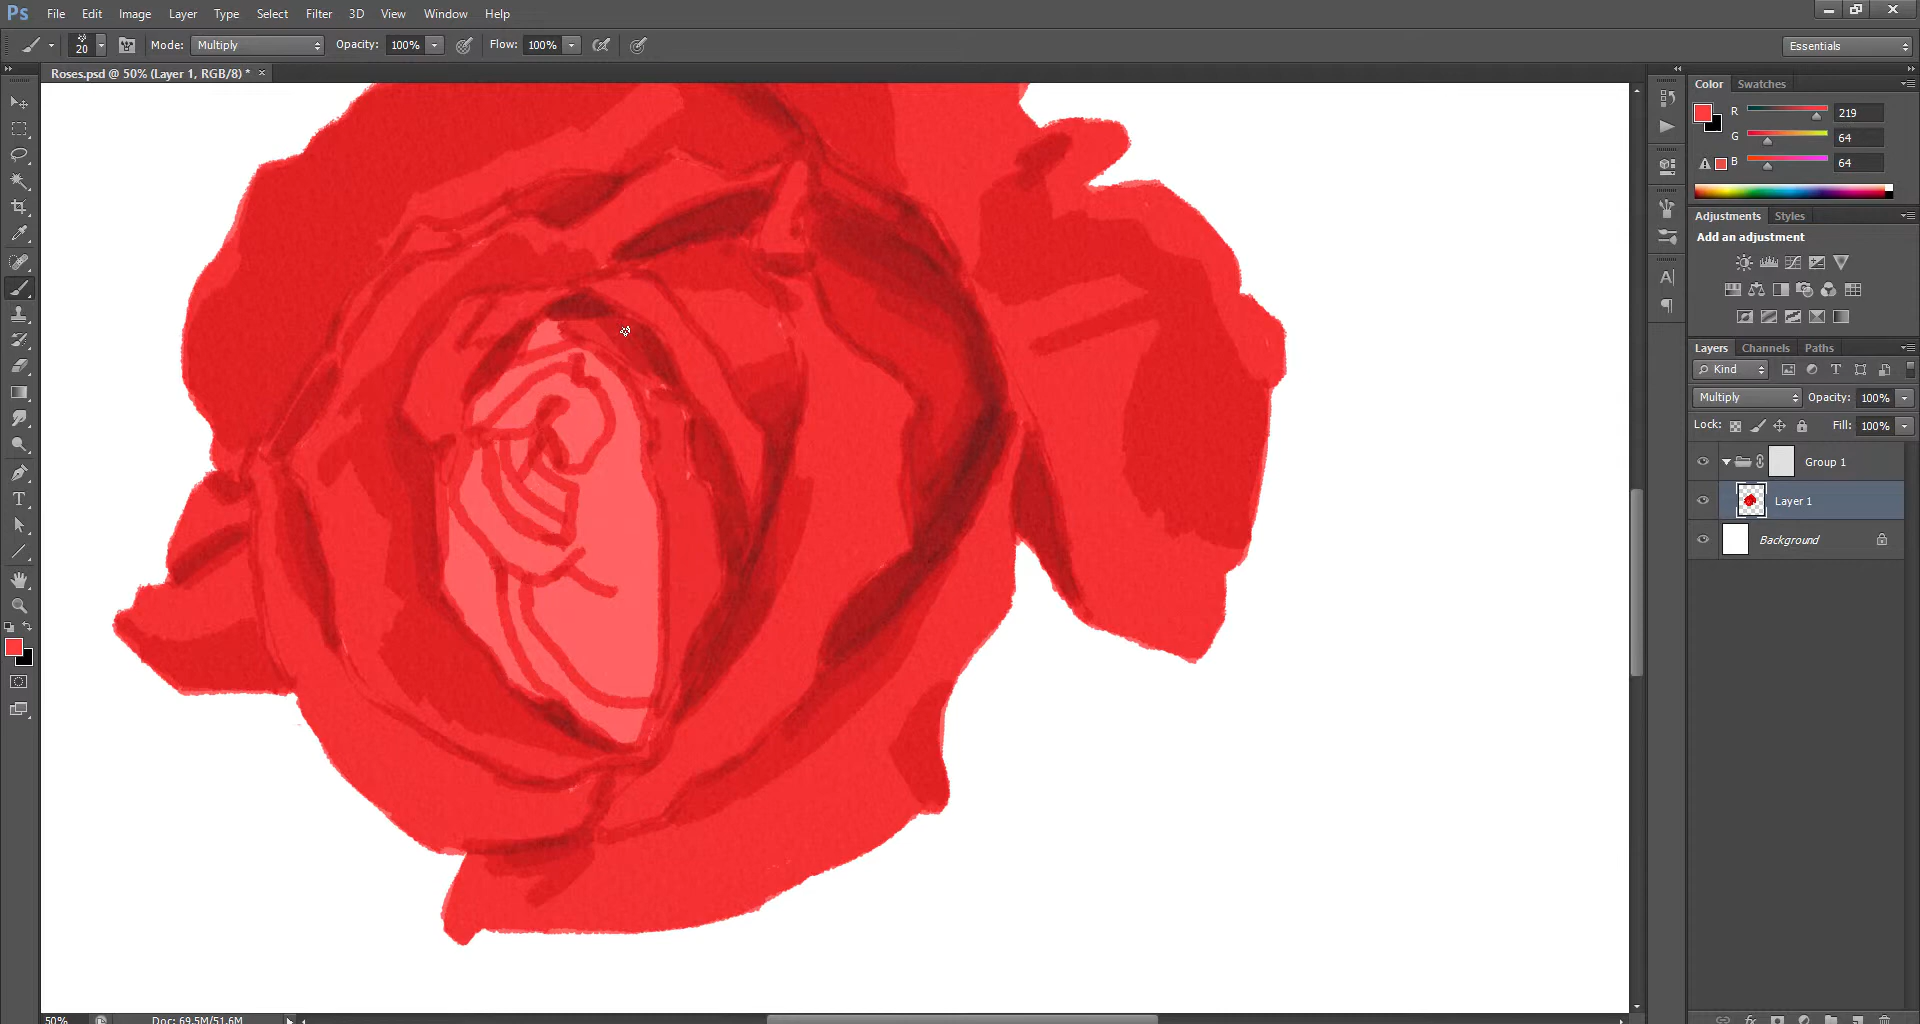 Ps File Edit Image Layer Type Select Filter 3D View Window Help
20 Mode: Multiply Opacity: 100% Flow: 100% Essentials
Roses.psd @ 50% (Layer 1, RGB/8) * ×
Color Swatches
R 219
G 64
B 64
Adjustments Styles
Add an adjustment
Layers Channels Paths
Kind
Multiply Opacity: 100%
Lock: Fill: 100%
Group 1
Layer 1
Background
50% Doc: 69.5M/51.6M